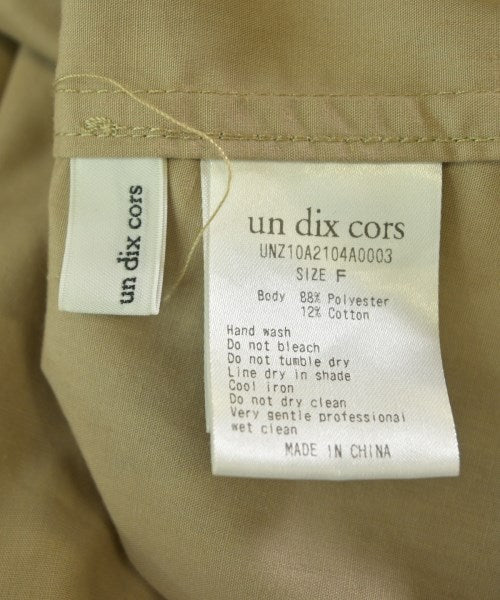 un dix cors
un dix cors
UNZ10A2104A0003
SIZE F
Body 88% Polyester
12% Cotton
Hand wash
Do not bleach
Do not tumble dry
Line dry in shade
Cool iron
Do not dry clean
Very gentle professional
wet clean
MADE IN CHINA